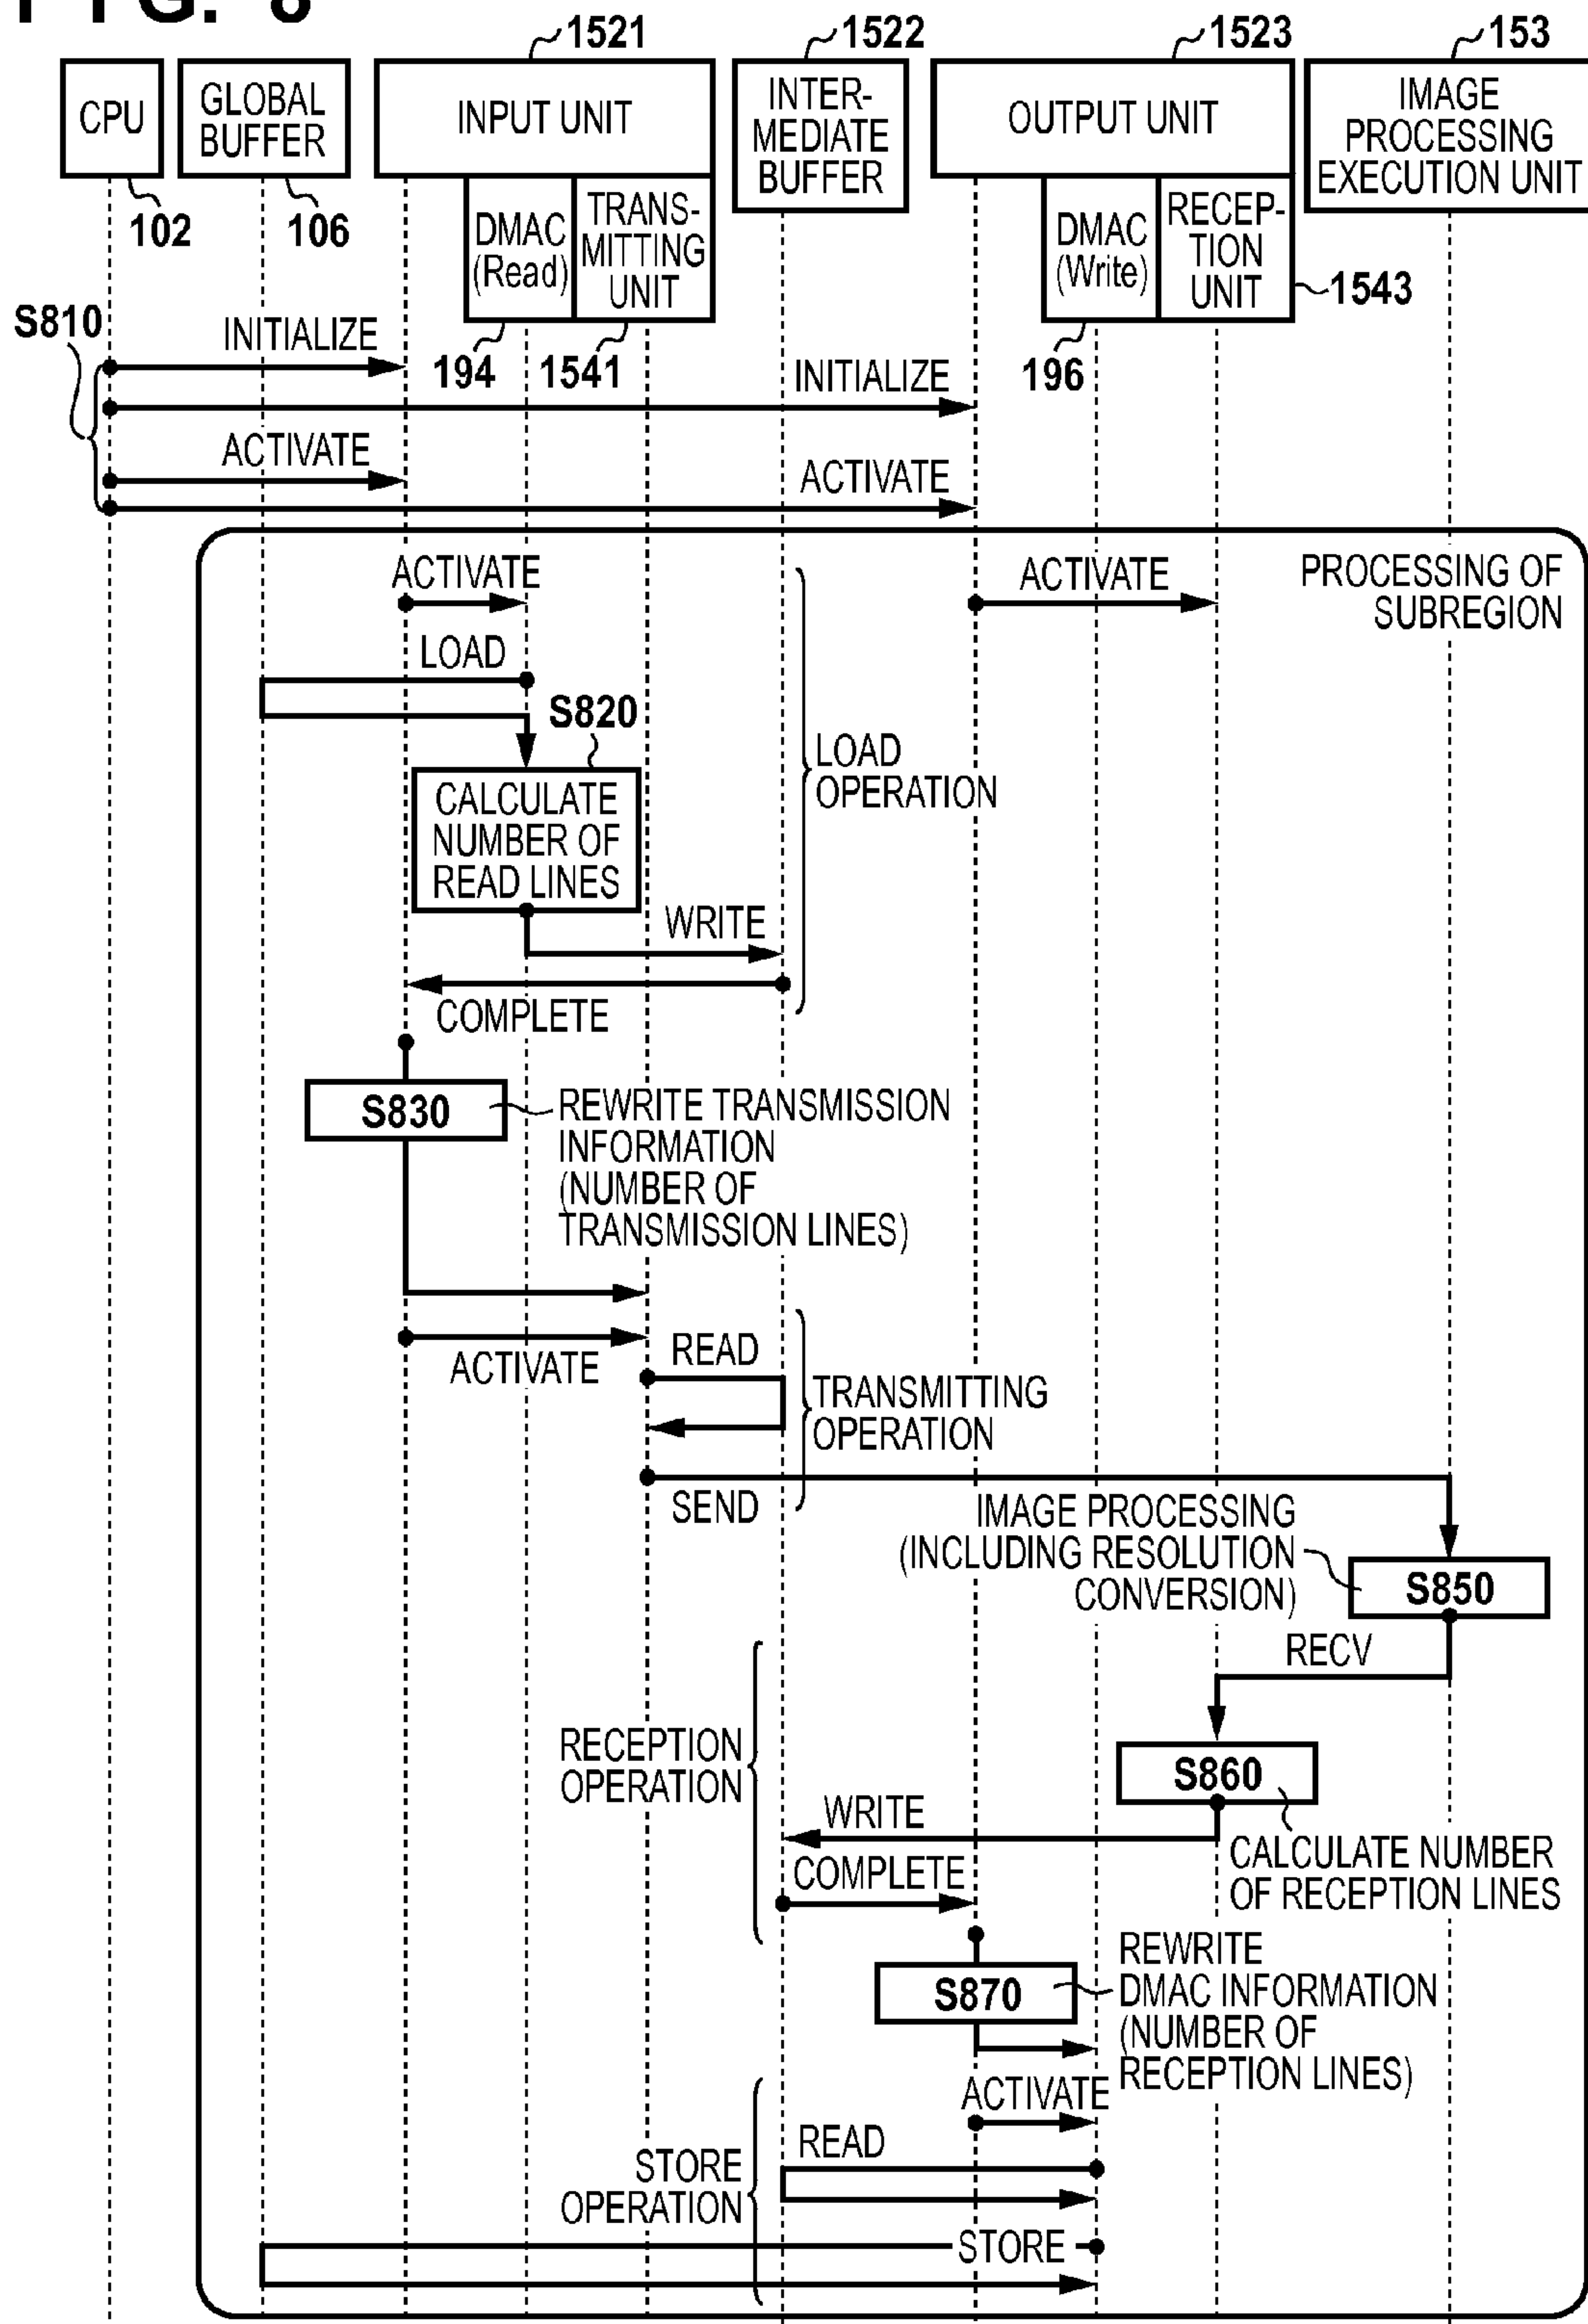 FIG. 8
1521
1522
1523
153
CPU
GLOBAL
BUFFER
INPUT UNIT
INTER-
MEDIATE
BUFFER
OUTPUT UNIT
IMAGE
PROCESSING
EXECUTION UNIT
102
106
DMAC
(Read)
TRANS-
MITTING
UNIT
DMAC
(Write)
RECEP-
TION
UNIT
1543
S810
INITIALIZE
194
1541
INITIALIZE
196
ACTIVATE
ACTIVATE
ACTIVATE
ACTIVATE
PROCESSING OF
SUBREGION
LOAD
S820
CALCULATE
NUMBER OF
READ LINES
LOAD
OPERATION
WRITE
COMPLETE
S830
REWRITE TRANSMISSION
INFORMATION
(NUMBER OF
TRANSMISSION LINES)
ACTIVATE
READ
TRANSMITTING
OPERATION
SEND
IMAGE PROCESSING
(INCLUDING RESOLUTION
CONVERSION)
S850
RECV
RECEPTION
OPERATION
S860
WRITE
CALCULATE NUMBER
OF RECEPTION LINES
COMPLETE
S870
REWRITE
DMAC INFORMATION
(NUMBER OF
RECEPTION LINES)
ACTIVATE
READ
STORE
OPERATION
STORE